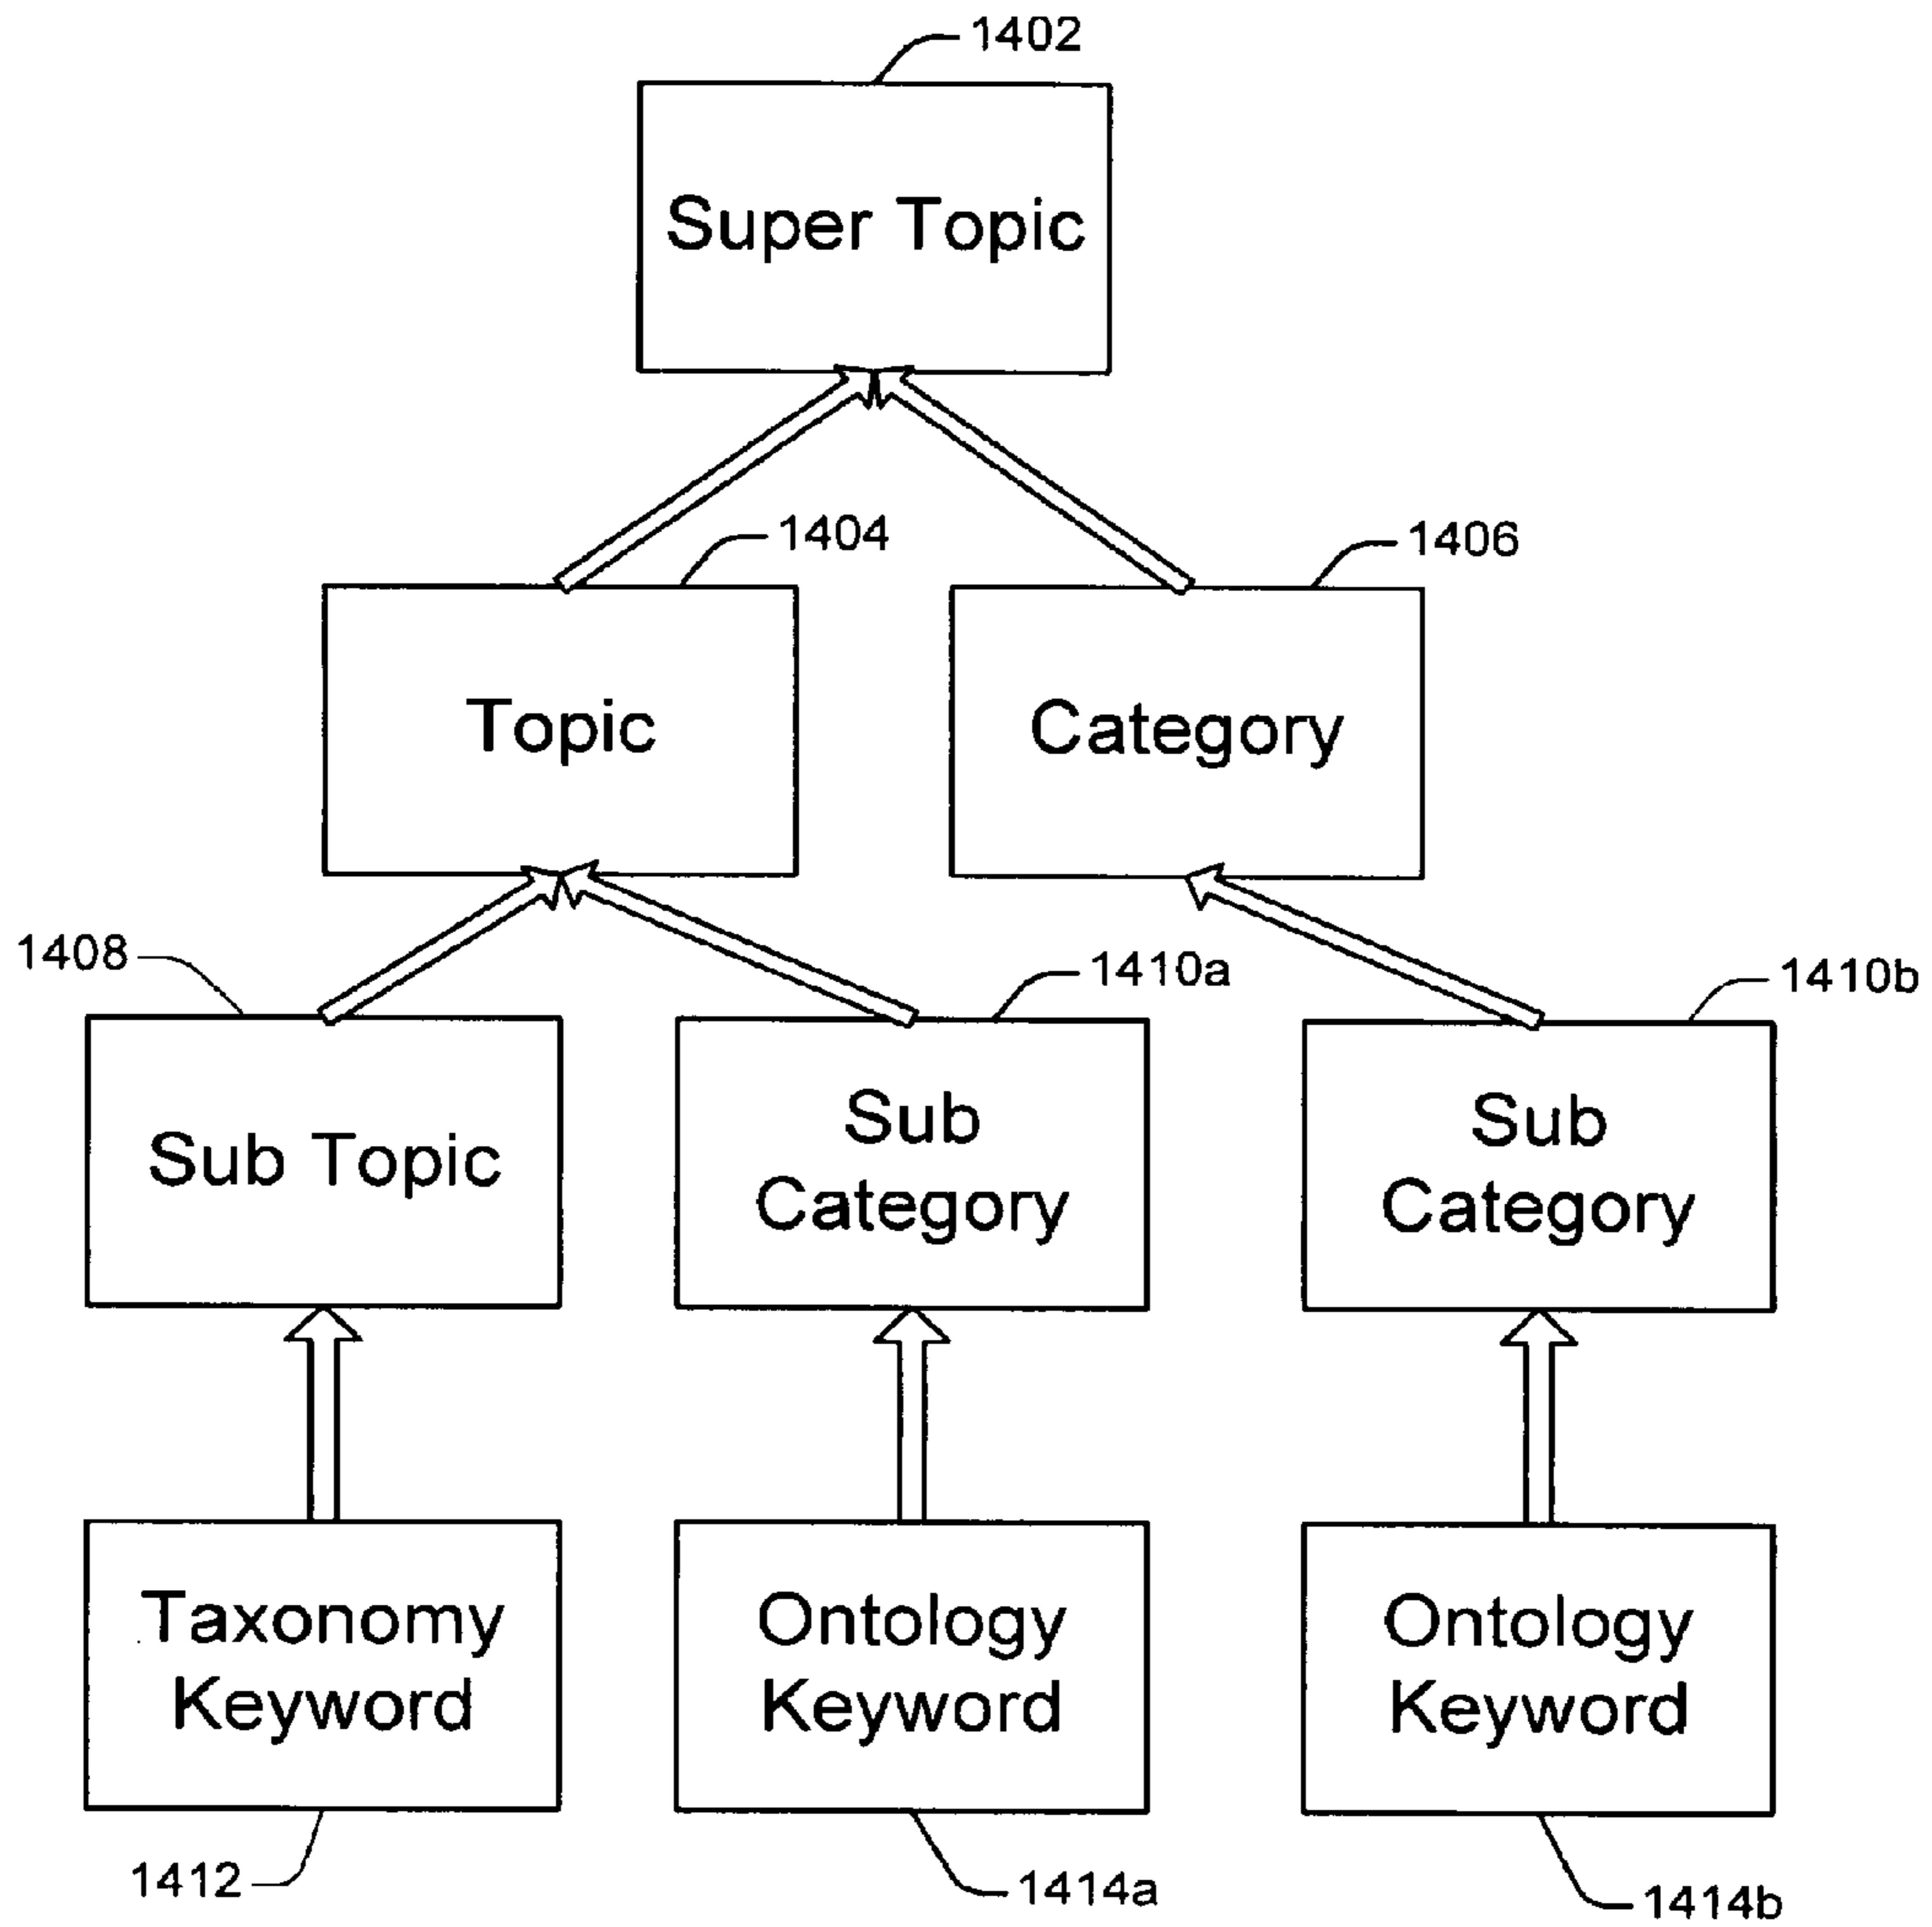 1402
Super Topic
1404
1406
Topic
Category
1408
1410a
1410b
Sub Topic
Sub
Category
Sub
Category
Taxonomy
Keyword
Ontology
Keyword
Ontology
Keyword
1412
1414a
1414b